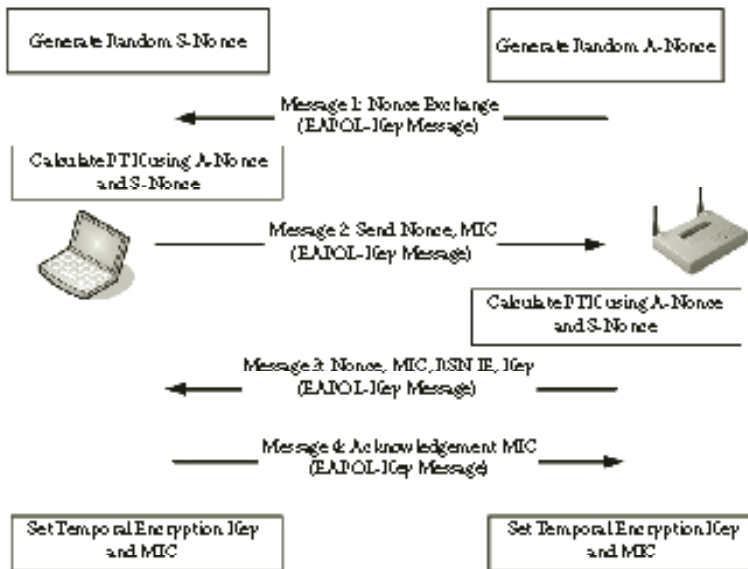 Generate Random S-Nonce
Generate Random A-Nonce
Message 1: Nonce Exchange
(EAPOL-Key Message)
Calculate PTK using A-Nonce
and S-Nonce
Message 2: Send Nonce, MIC
(EAPOL-Key Message)
Calculate PTK using A-Nonce
and S-Nonce
Message 3: Nonce, MIC, RSN IE, Key
(EAPOL-Key Message)
Message 4: Acknowledgement MIC
(EAPOL-Key Message)
Set Temporal Encryption Key
and MIC
Set Temporal Encryption Key
and MIC